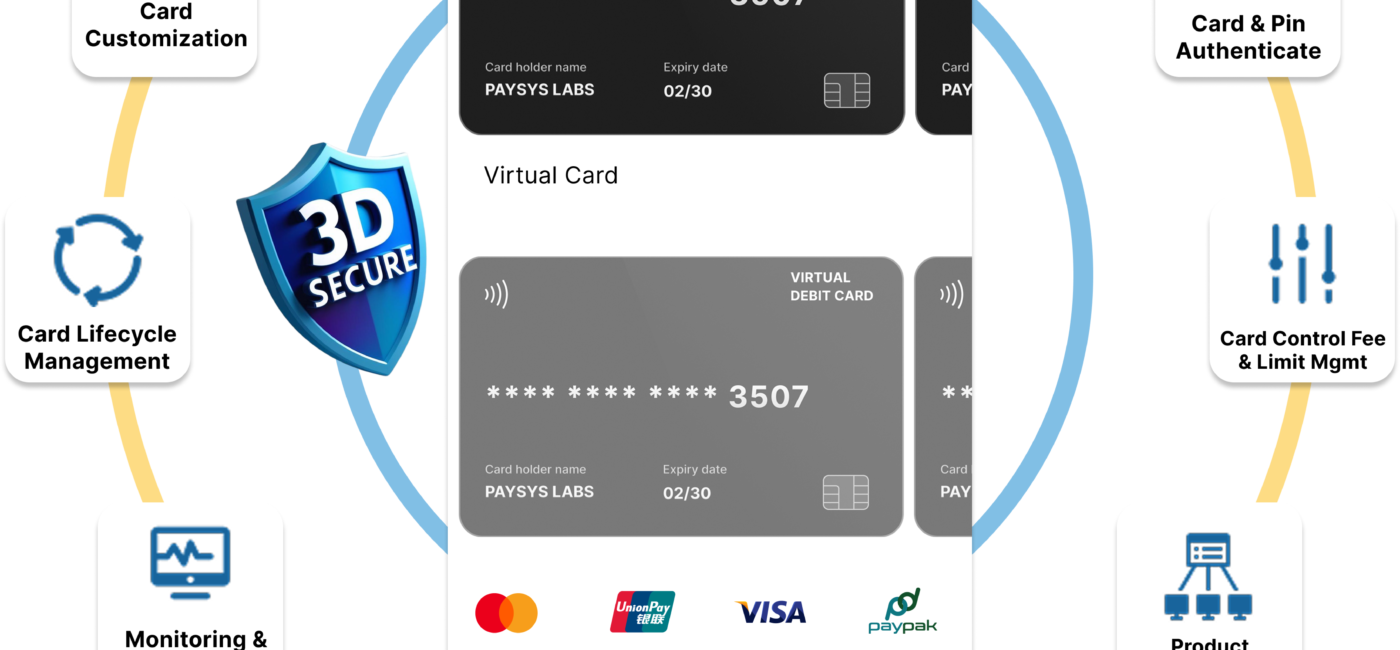 Card
Customization
3507
Card & Pin
Authenticate
Card holder name
Expiry date
PAYSYS LABS
02/30
Card
PAY
Virtual Card
3D
SECURE
Card Lifecycle
Management
VIRTUAL
DEBIT CARD
**** **** **** 3507
**
Card holder name
Expiry date
PAYSYS LABS
02/30
Card
PAY
Card Control Fee
& Limit Mgmt
Monitoring &
UnionPay
银联
VISA
paypak
Product